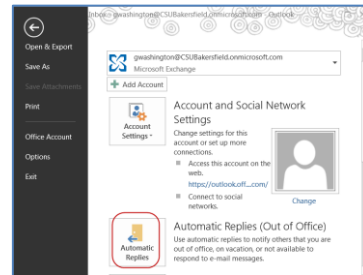 Inbox - gwashington@CSUBakersfield.onmicrosoft.com - Outlook
Open & Export
Save As
Save Attachments
Print
Office Account
Options
Exit
gwashington@CSUBakersfield.onmicrosoft.com
Microsoft Exchange
Add Account
Account
Settings
Account and Social Network
Settings
Change settings for this
account or set up more
connections.
Access this account on the
web.
https://outlook.off...com/
Connect to social
networks.
Change
Automatic
Replies
Automatic Replies (Out of Office)
Use automatic replies to notify others that you are
out of office, on vacation, or not available to
respond to e-mail messages.